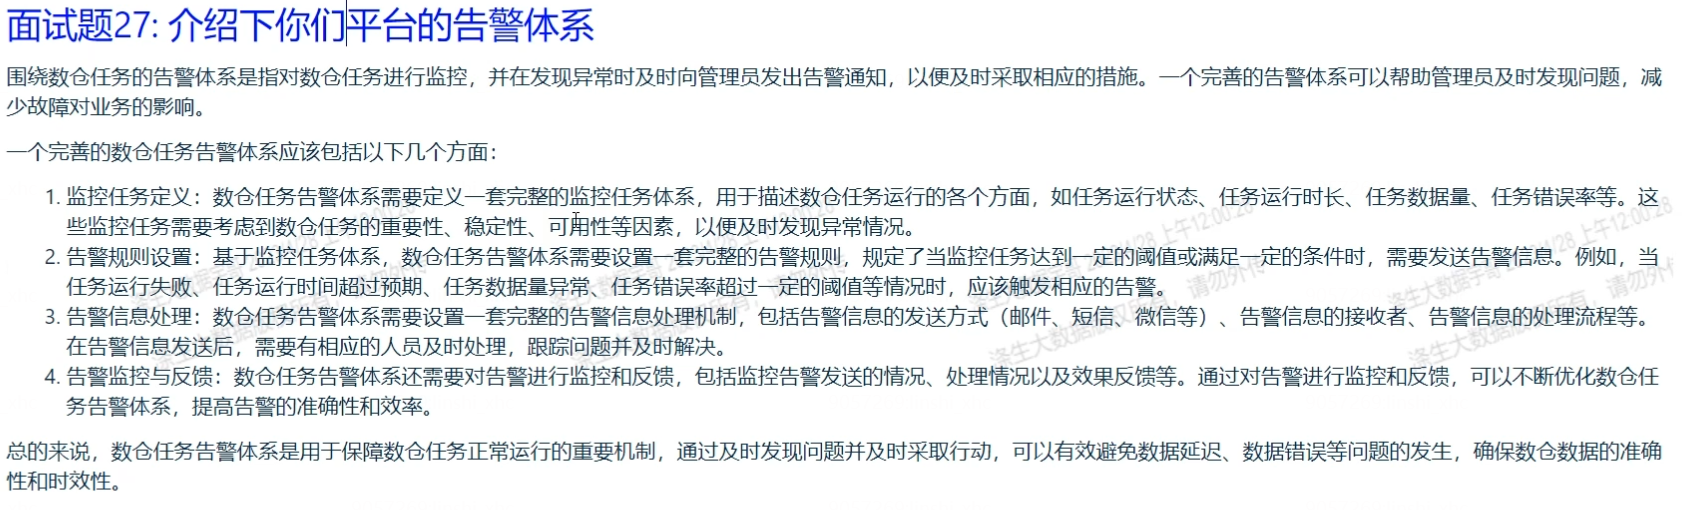 面试题27: 介绍下你们平台的告警体系
围绕数仓任务的告警体系是指对数仓任务进行监控，并在发现异常时及时向管理员发出告警通知，以便及时采取相应的措施。一个完善的告警体系可以帮助管理员及时发现问题，减
少故障对业务的影响。
一个完善的数仓任务告警体系应该包括以下几个方面：
1. 监控任务定义：数仓任务告警体系需要定义一套完整的监控任务体系，用于描述数仓任务运行的各个方面，如任务运行状态、任务运行时长、任务数据量、任务错误率等。这
些监控任务需要考虑到数仓任务的重要性、稳定性、可用性等因素，以便及时发现异常情况。
2. 告警规则设置：基于监控任务体系，数仓任务告警体系需要设置一套完整的告警规则，规定了当监控任务达到一定的阈值或满足一定的条件时，需要发送告警信息。例如，当
任务运行失败、任务运行时间超过预期、任务数据量异常、任务错误率超过一定的阈值等情况时，应该触发相应的告警。
3. 告警信息处理：数仓任务告警体系需要设置一套完整的告警信息处理机制，包括告警信息的发送方式（邮件、短信、微信等）、告警信息的接收者、告警信息的处理流程等。
在告警信息发送后，需要有相应的人员及时处理，跟踪问题并及时解决。
4. 告警监控与反馈：数仓任务告警体系还需要对告警进行监控和反馈，包括监控告警发送的情况、处理情况以及效果反馈等。通过对告警进行监控和反馈，可以不断优化数仓任
务告警体系，提高告警的准确性和效率。
总的来说，数仓任务告警体系是用于保障数仓任务正常运行的重要机制，通过及时发现问题并及时采取行动，可以有效避免数据延迟、数据错误等问题的发生，确保数仓数据的准确
性和时效性。